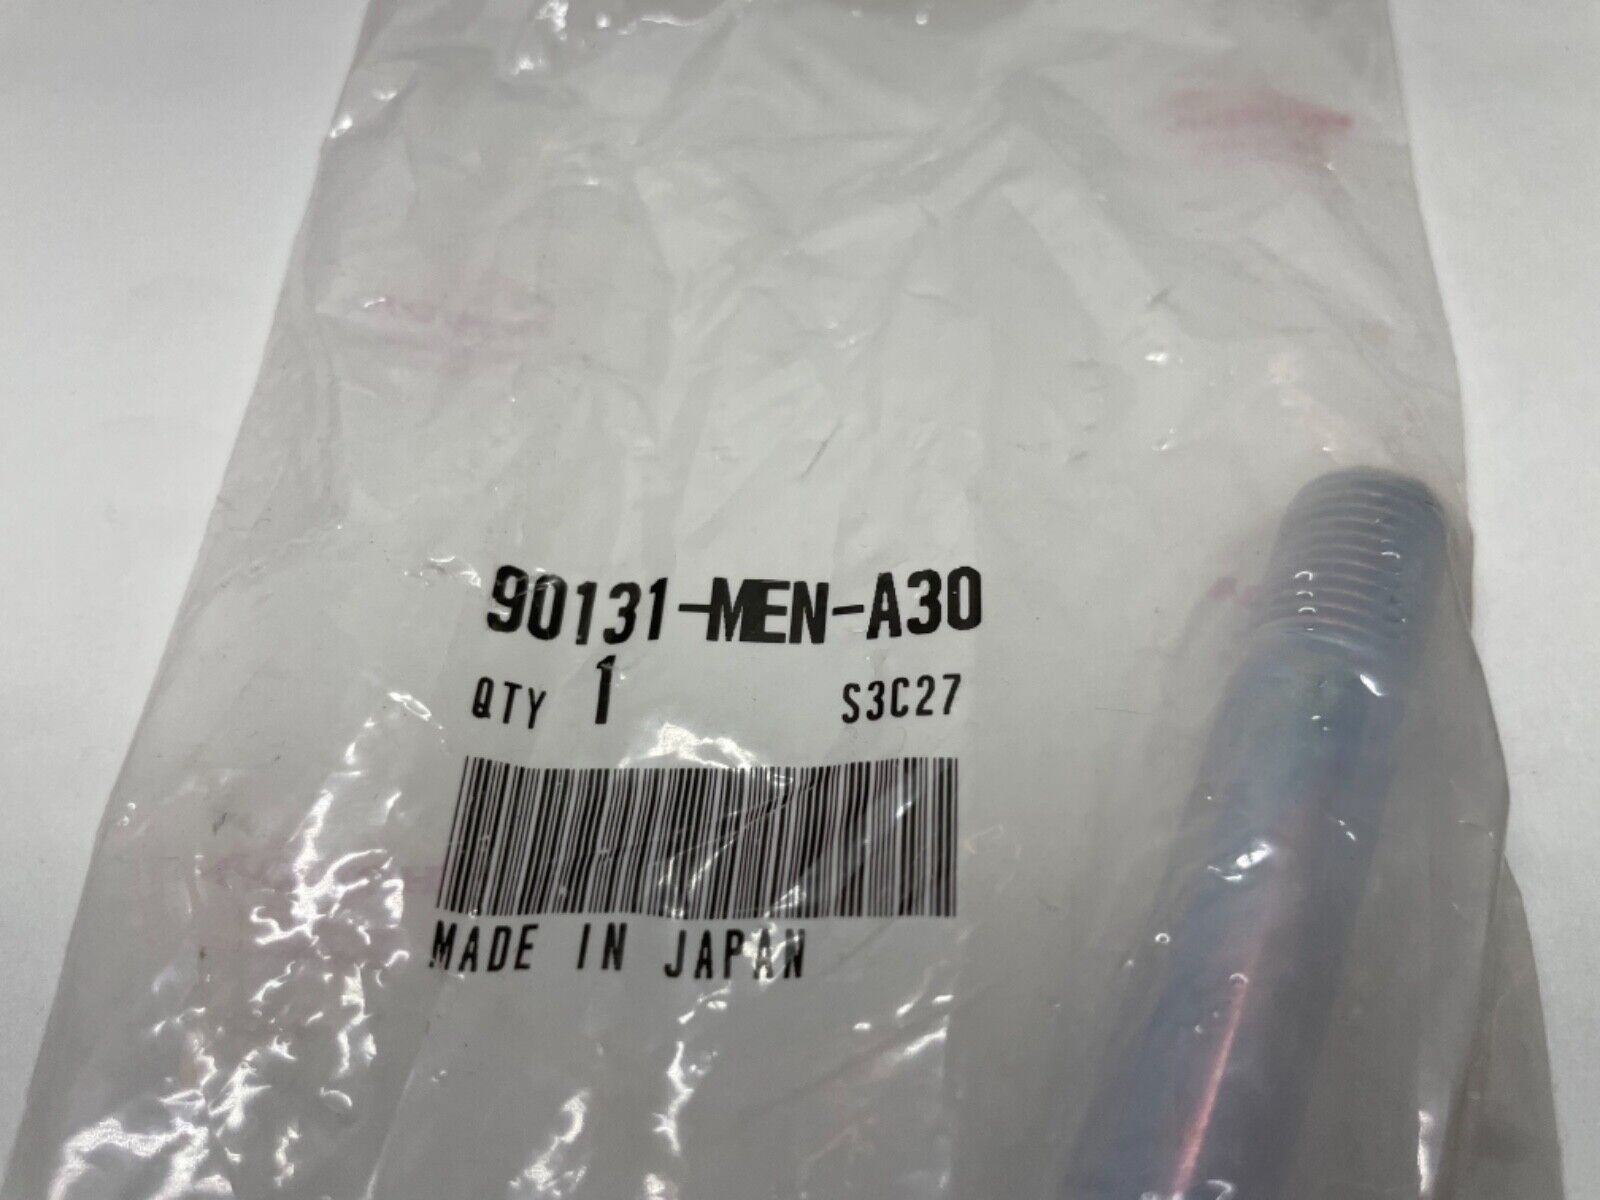 90131-MEN-A30
QTY 1 S3C27
MADE IN JAPAN